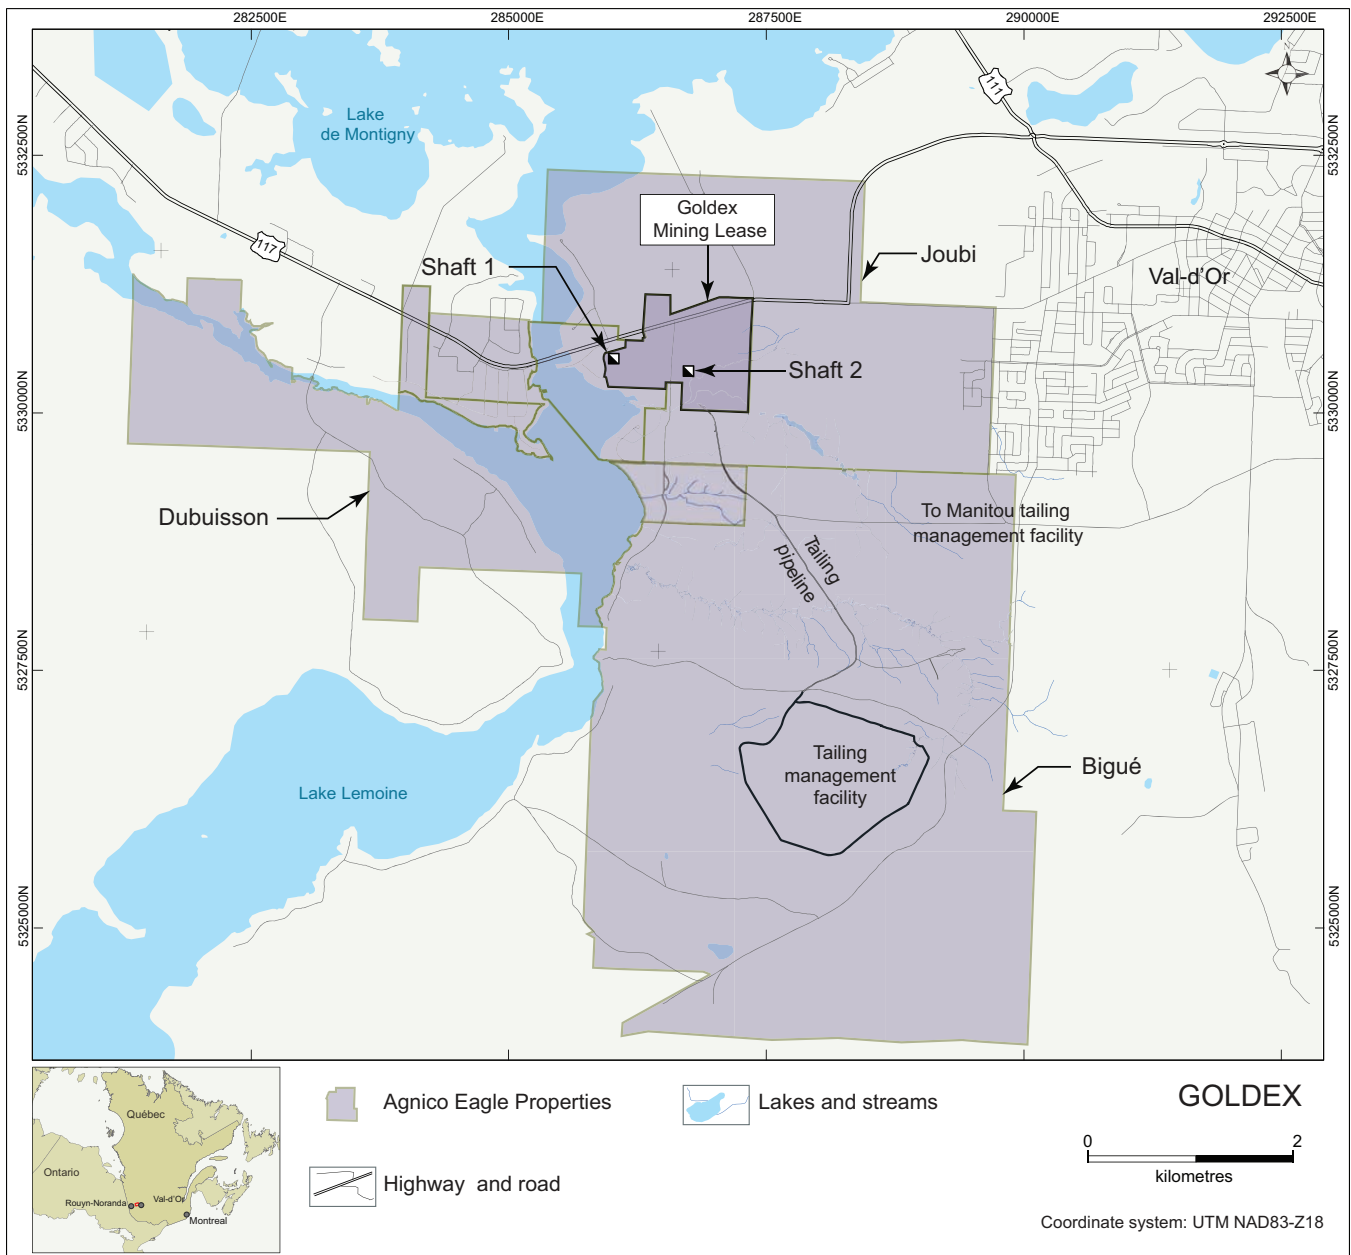 282500E
285000E
287500E
290000E
292500E
5332500N
5330000N
5327500N
5325000N
5332500N
5330000N
5327500N
5325000N
N
Lake
de Montigny
111
117
Goldex
Mining Lease
Shaft 1
Joubi
Val-d'Or
Shaft 2
Dubuisson
To Manitou tailing
management facility
Tailing
pipeline
Tailing
management
facility
Bigué
Lake Lemoine
Québec
Ontario
Rouyn-Noranda
Val-d'Or
Montreal
Agnico Eagle Properties
Lakes and streams
Highway and road
GOLDEX
0
2
kilometres
Coordinate system: UTM NAD83-Z18